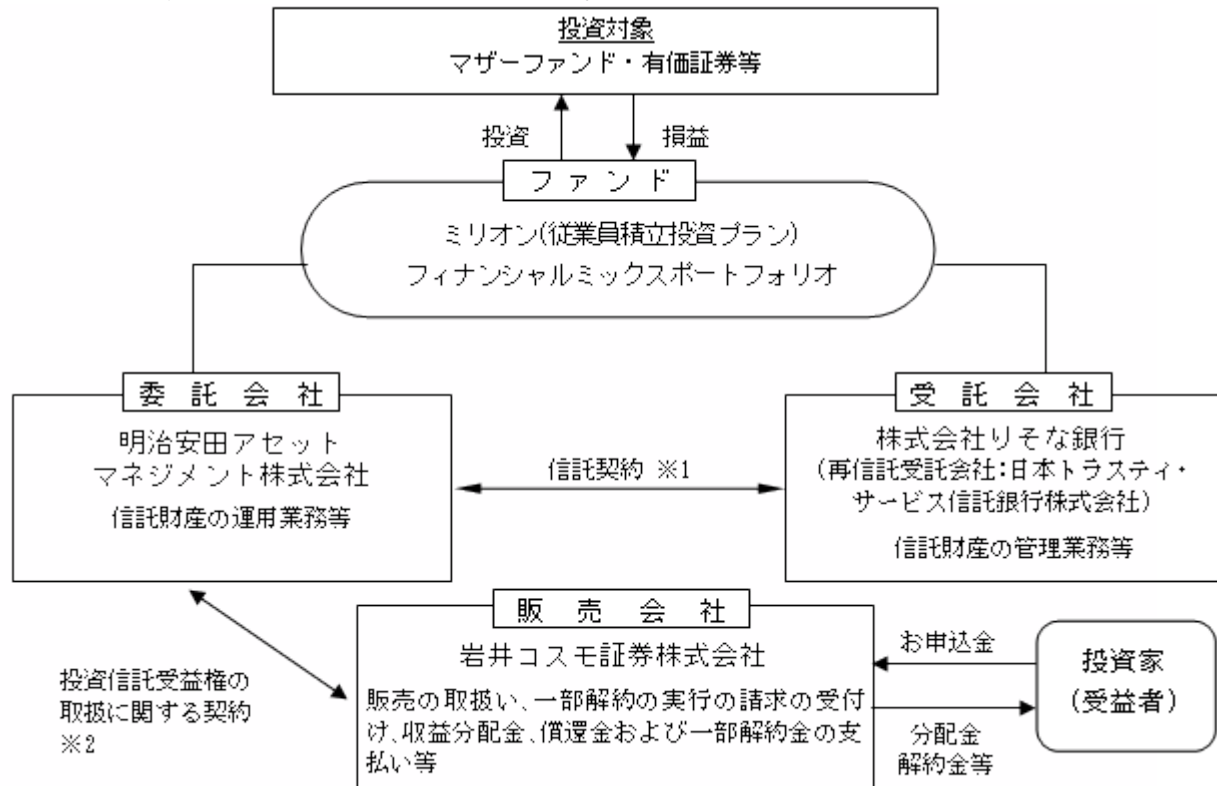 投資対象
マザーファンド・有価証券等
投資
損益
ファンド
ミリオン(従業員積立投資プラン)
フィナンシャルミックスポートフォリオ
委託会社
明治安田アセット
マネジメント株式会社
信託財産の運用業務等
信託契約 ※1
受託会社
株式会社りそな銀行
(再信託受託会社:日本トラスティ・
サービス信託銀行株式会社)
信託財産の管理業務等
投資信託受益権の
取扱に関する契約
※2
販売会社
岩井コスモ証券株式会社
販売の取扱い、一部解約の実行の請求の受付
け、収益分配金、償還金および一部解約金の支
払い等
お申込金
分配金
解約金等
投資家
(受益者)